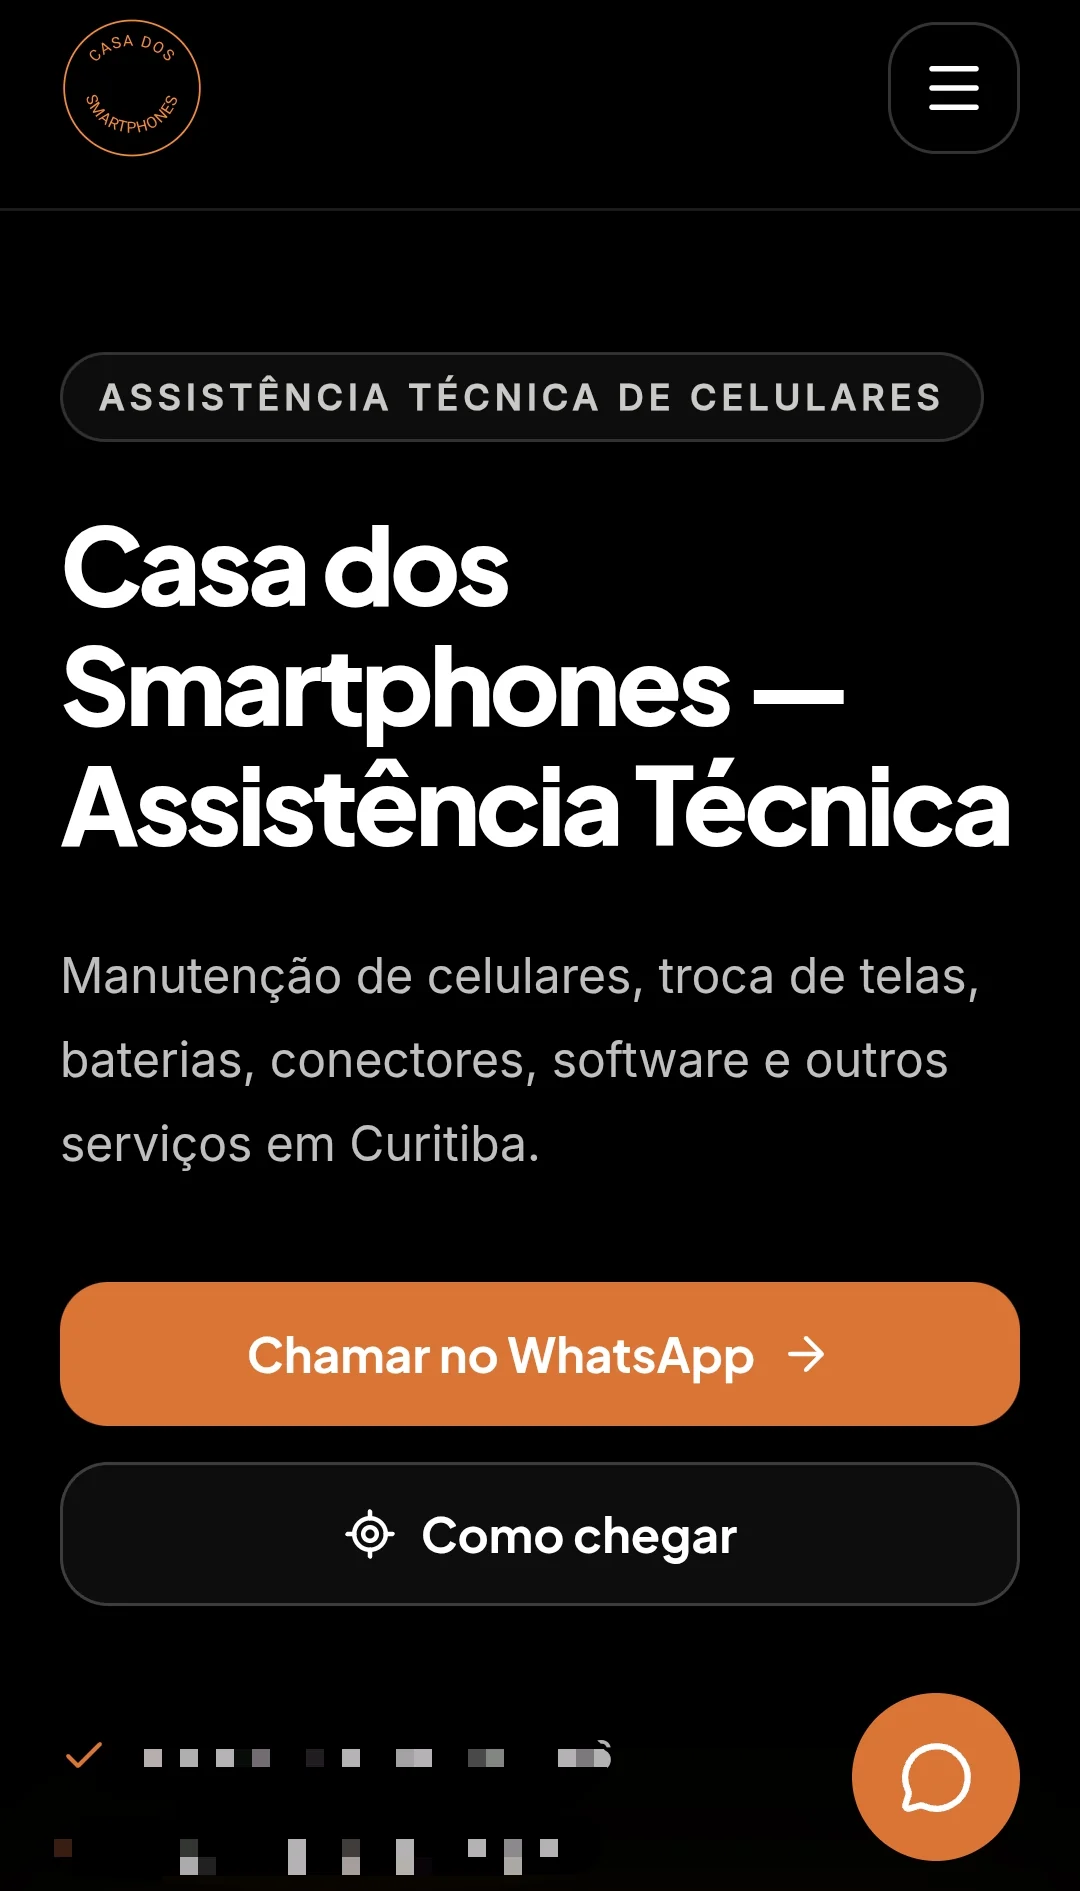 CASA DOS
SMARTPHONES
ASSISTÊNCIA TÉCNICA DE CELULARES
Casa dos
Smartphones —
Assistência Técnica
Manutenção de celulares, troca de telas,
baterias, conectores, software e outros
serviços em Curitiba.
Chamar no WhatsApp
Como chegar